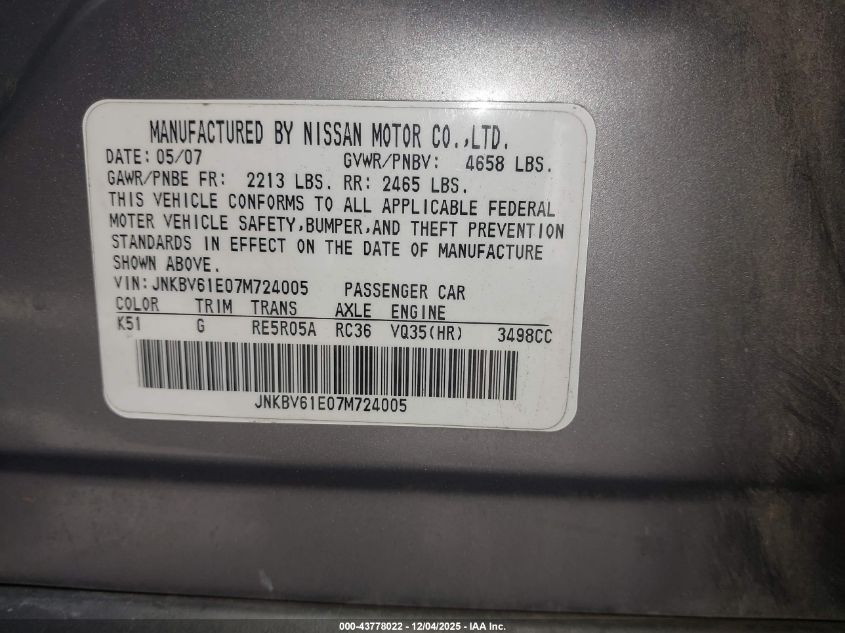 MANUFACTURED BY NISSAN MOTOR CO.,LTD.
DATE: 05/07 GVWR/PNBV: 4658 LBS.
GAWR/PNBE FR: 2213 LBS. RR: 2465 LBS.
THIS VEHICLE CONFORMS TO ALL APPLICABLE FEDERAL
MOTER VEHICLE SAFETY,BUMPER,AND THEFT PREVENTION
STANDARDS IN EFFECT ON THE DATE OF MANUFACTURE
SHOWN ABOVE.
VIN: JNKBV61E07M724005 PASSENGER CAR
COLOR TRIM TRANS AXLE ENGINE
K51 G RE5R05A RC36 VQ35(HR) 3498CC
JNKBV61E07M724005
000-43778022 - 12/04/2025 - IAA Inc.